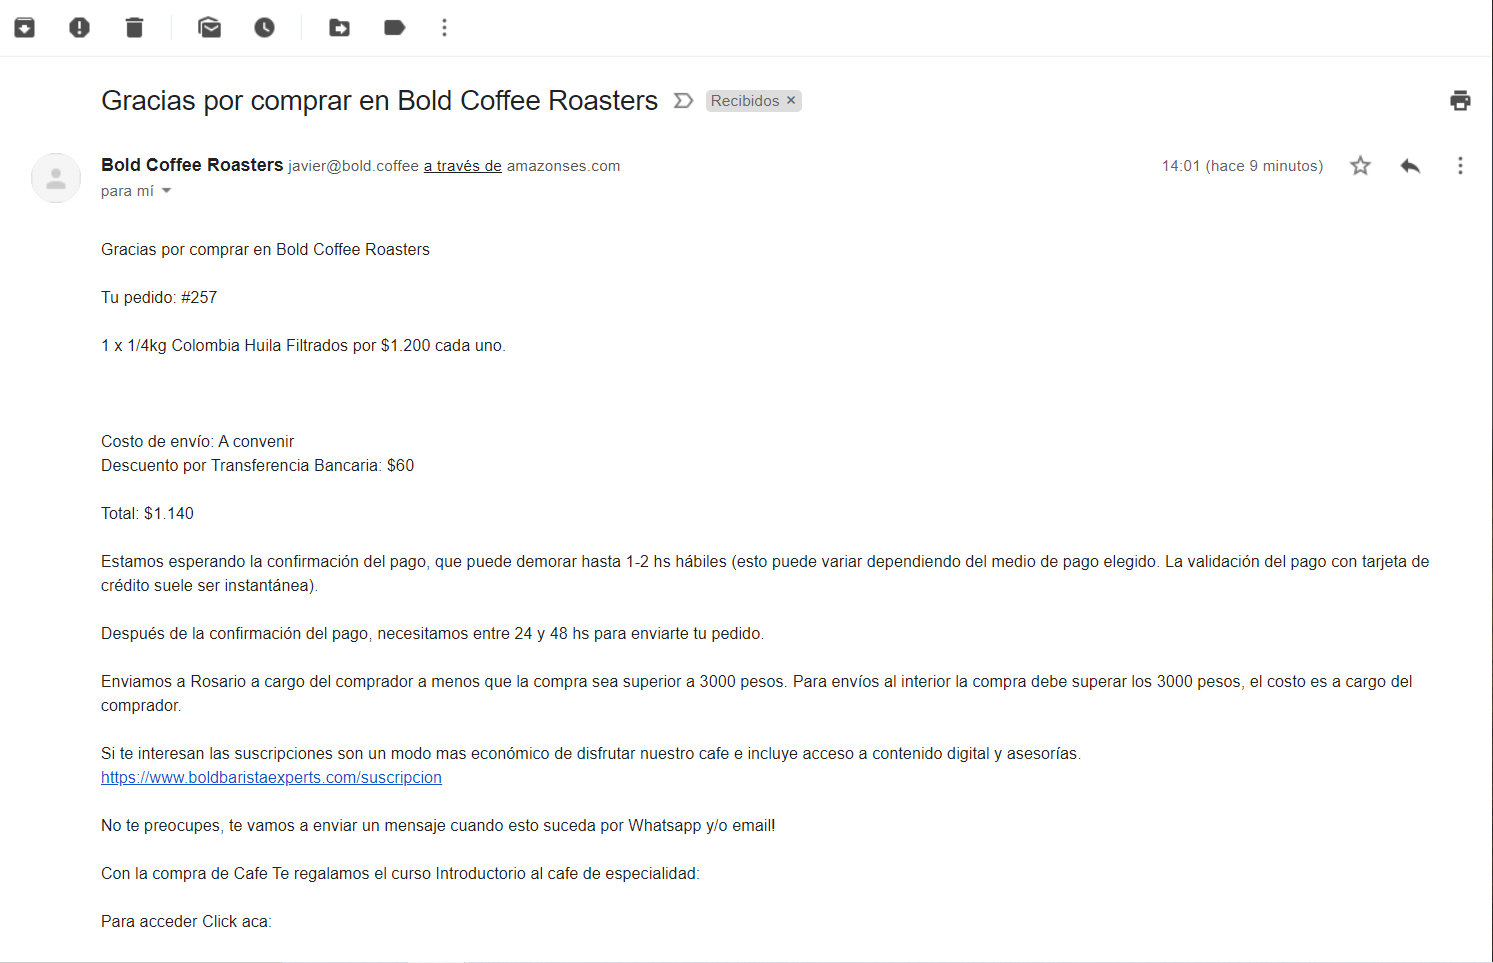 Gracias por comprar en Bold Coffee Roasters Recibidos ×
Bold Coffee Roasters javier@bold.coffee a través de amazonses.com 14:01 (hace 9 minutos)
para mí
Gracias por comprar en Bold Coffee Roasters
Tu pedido: #257
1 x 1/4kg Colombia Huila Filtrados por $1.200 cada uno.
Costo de envío: A convenir
Descuento por Transferencia Bancaria: $60
Total: $1.140
Estamos esperando la confirmación del pago, que puede demorar hasta 1-2 hs hábiles (esto puede variar dependiendo del medio de pago elegido. La validación del pago con tarjeta de
crédito suele ser instantánea).
Después de la confirmación del pago, necesitamos entre 24 y 48 hs para enviarte tu pedido.
Enviamos a Rosario a cargo del comprador a menos que la compra sea superior a 3000 pesos. Para envíos al interior la compra debe superar los 3000 pesos, el costo es a cargo del
comprador.
Si te interesan las suscripciones son un modo mas económico de disfrutar nuestro cafe e incluye acceso a contenido digital y asesorías.
https://www.boldbaristaexperts.com/suscripcion
No te preocupes, te vamos a enviar un mensaje cuando esto suceda por Whatsapp y/o email!
Con la compra de Cafe Te regalamos el curso Introductorio al cafe de especialidad:
Para acceder Click aca: